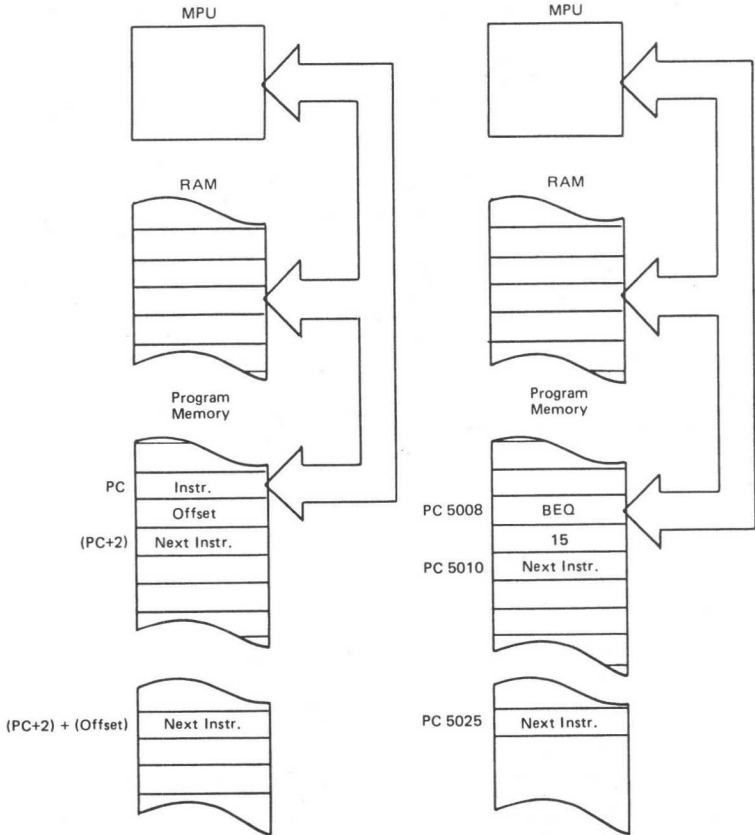 MPU
RAM
Program
Memory
PC
Instr.
Offset
(PC+2)
Next Instr.
(PC+2) + (Offset)
Next Instr.
MPU
RAM
Program
Memory
PC 5008
BEQ
15
PC 5010
Next Instr.
PC 5025
Next Instr.